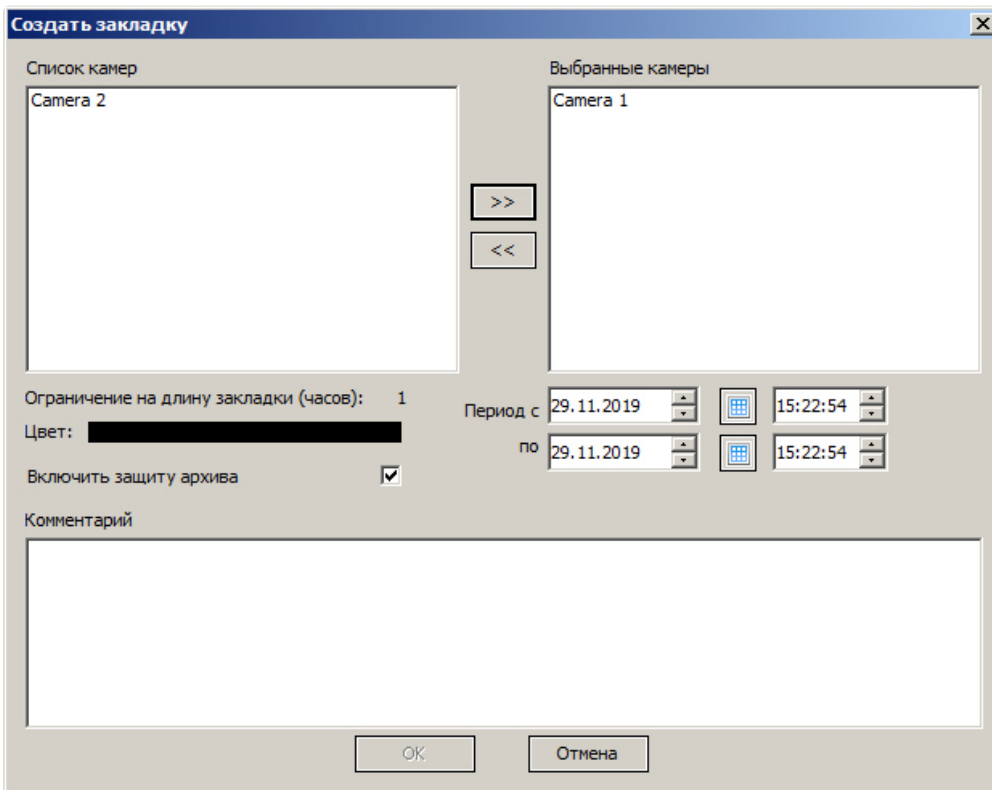 Создать закладку
Список камер
Выбранные камеры
Camera 2
Camera 1
>>
<<
Ограничение на длину закладки (часов): 1
Период с 29.11.2019 15:22:54
Цвет:
по 29.11.2019 15:22:54
Включить защиту архива
Комментарий
OK
Отмена